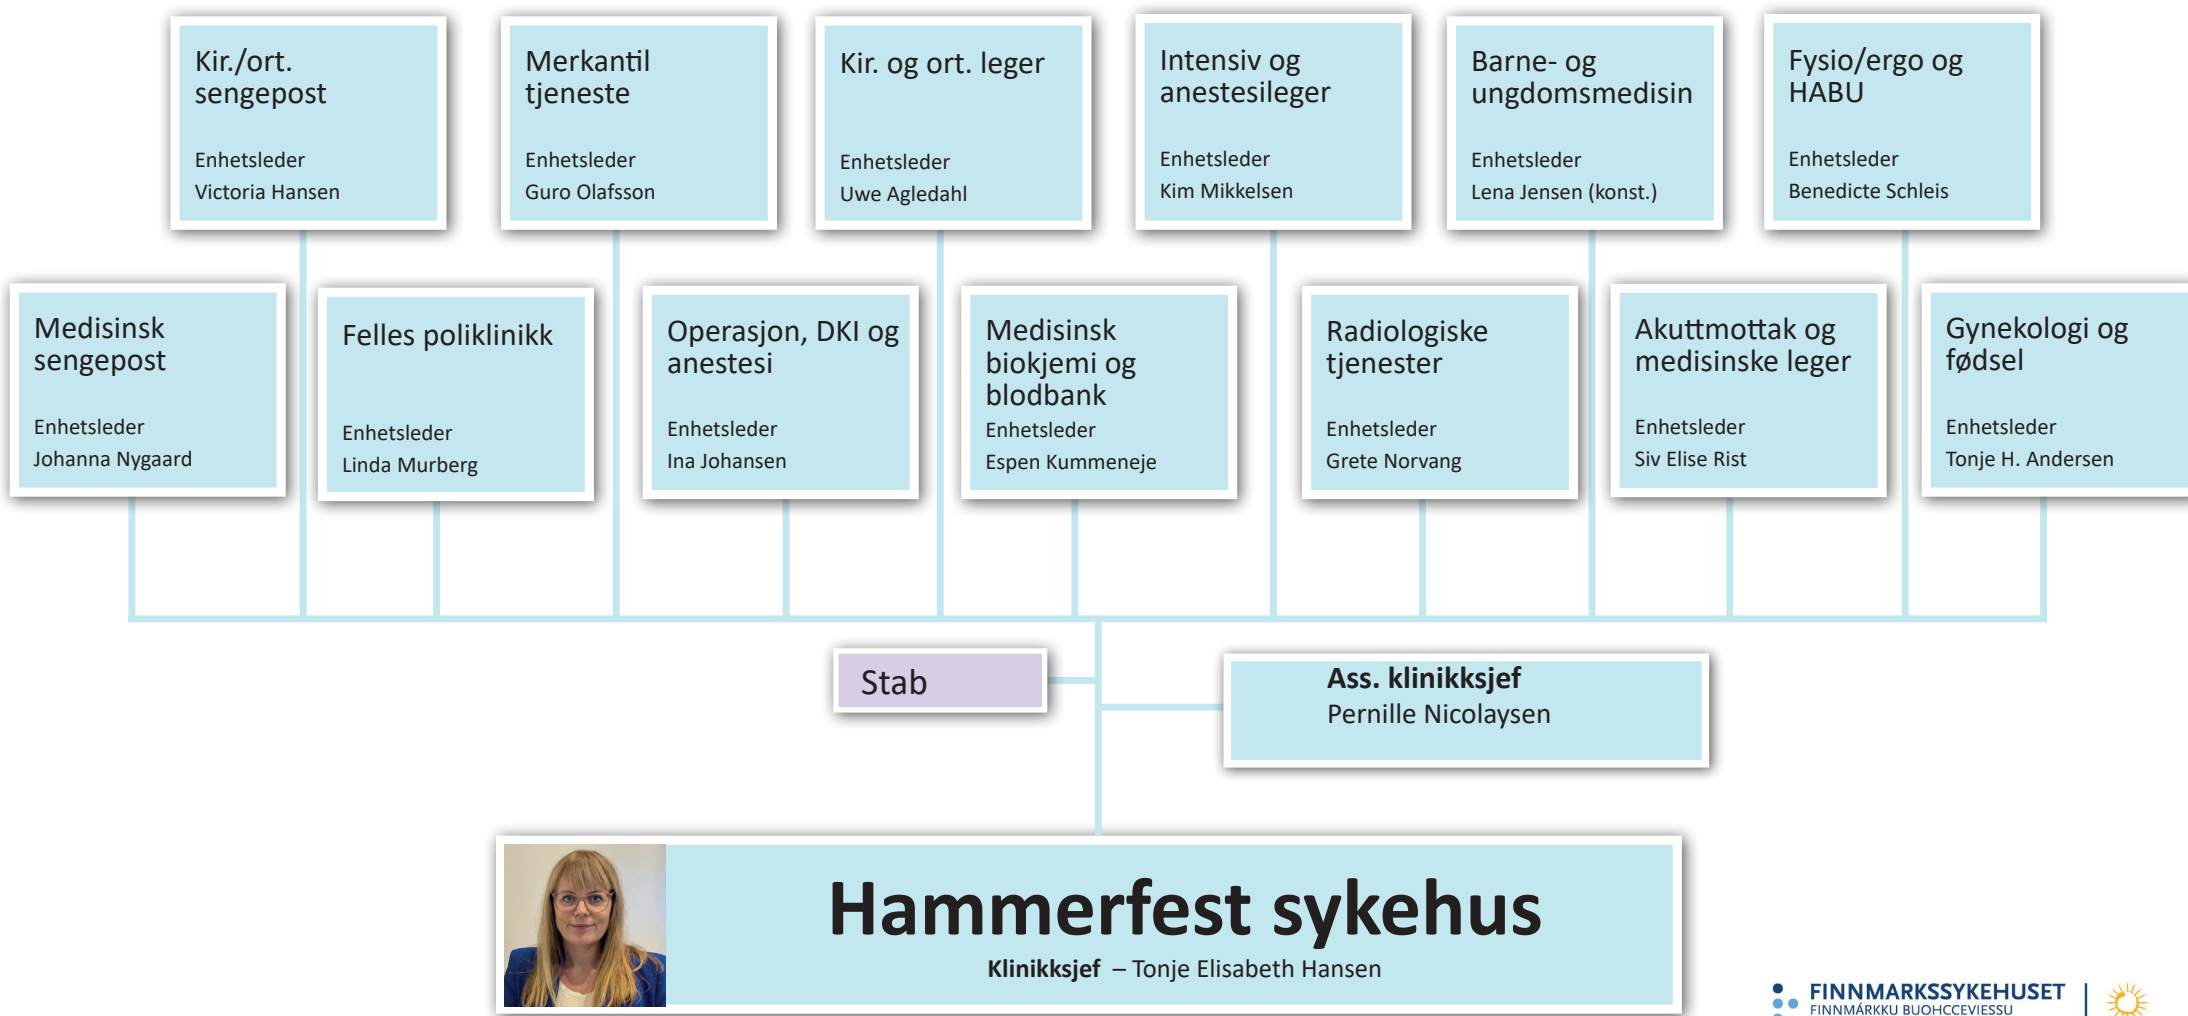 Kir./ort.
sengepost
Enhetsleder
Victoria Hansen
Merkantil
tjeneste
Enhetsleder
Guro Olafsson
Kir. og ort. leger
Enhetsleder
Uwe Agledahl
Intensiv og
anestesileger
Enhetsleder
Kim Mikkelsen
Barne- og
ungdomsmedisin
Enhetsleder
Lena Jensen (konst.)
Fysio/ergo og
HABU
Enhetsleder
Benedicte Schleis
Medisinsk
sengepost
Enhetsleder
Johanna Nygaard
Felles poliklinikk
Enhetsleder
Linda Murberg
Operasjon, DKI og
anestesi
Enhetsleder
Ina Johansen
Medisinsk
biokjemi og
blodbank
Enhetsleder
Espen Kummeneje
Radiologiske
tjenester
Enhetsleder
Grete Norvang
Akuttmottak og
medisinske leger
Enhetsleder
Siv Elise Rist
Gynekologi og
fødsel
Enhetsleder
Tonje H. Andersen
Stab
Ass. klinikksjef
Pernille Nicolaysen
Hammerfest sykehus
Klinikksjef – Tonje Elisabeth Hansen
FINNMARKSSYKEHUSET
FINNMÁRKKU BUOHCCEVIESSU